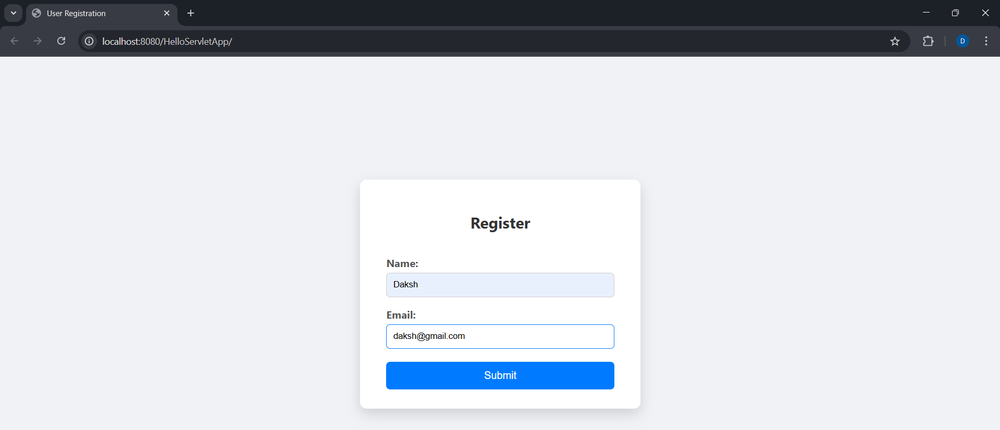 User Registration
localhost:8080/HelloServletApp/
D
Register
Name:
Daksh
Email:
daksh@gmail.com
Submit